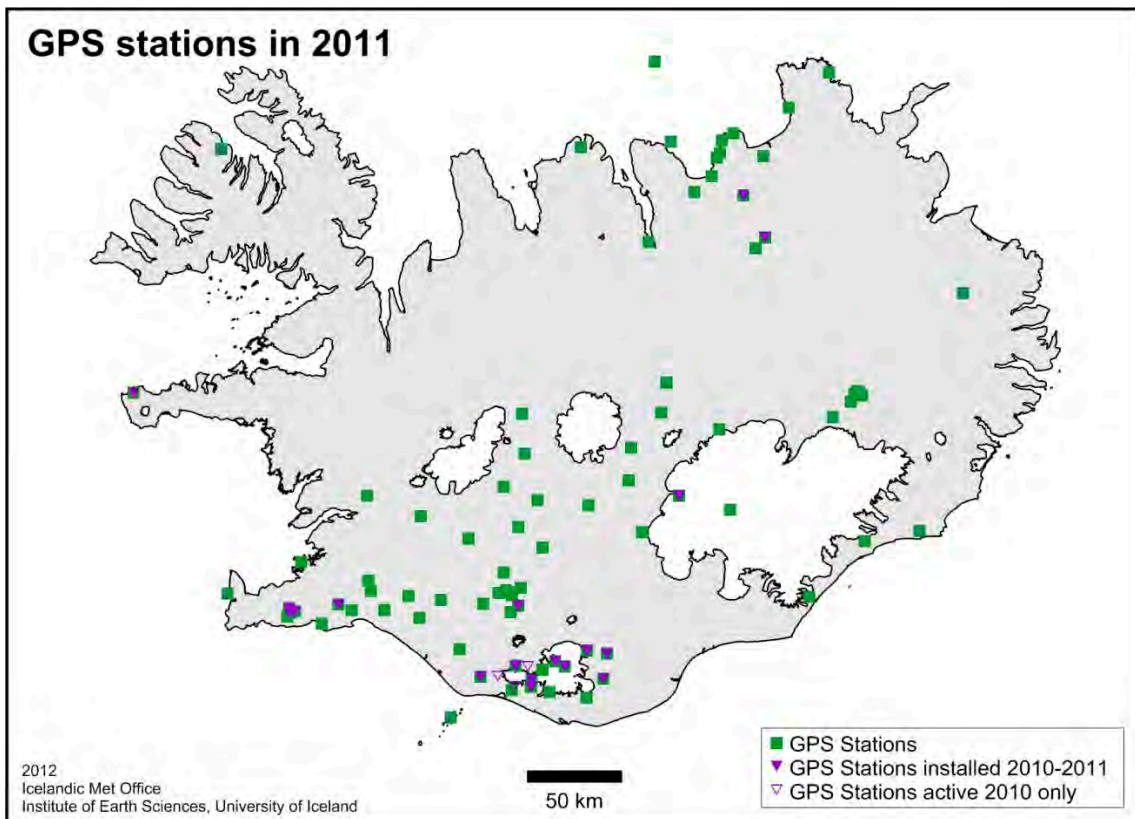 GPS stations in 2011
GPS Stations
GPS Stations installed 2010-2011
GPS Stations active 2010 only
2012
Icelandic Met Office
Institute of Earth Sciences, University of Iceland
50 km